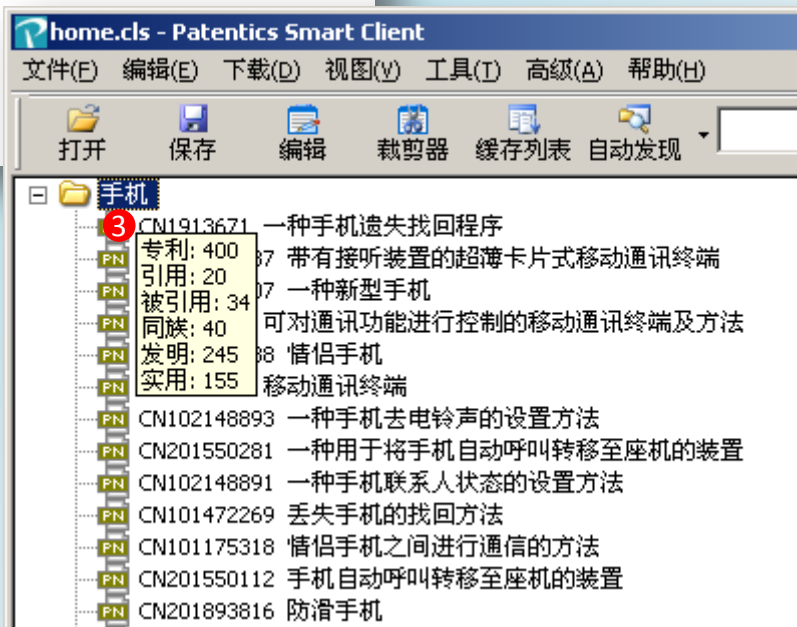 home.cls - Patentics Smart Client
文件(F) 编辑(E) 下载(D) 视图(V) 工具(T) 高级(A) 帮助(H)
打开 保存 编辑 裁剪器 缓存列表 自动发现
手机
3 CN1913671 一种手机遗失找回程序
专利: 400
PN 37 带有接听装置的超薄卡片式移动通讯终端
引用: 20
PN 07 一种新型手机
被引用: 34
PN 可对通讯功能进行控制的移动通讯终端及方法
同族: 40
PN 38 情侣手机
发明: 245
PN 移动通讯终端
实用: 155
PN CN102148893 一种手机去电铃声的设置方法
PN CN201550281 一种用于将手机自动呼叫转移至座机的装置
PN CN102148891 一种手机联系人状态的设置方法
PN CN101472269 丢失手机的找回方法
PN CN101175318 情侣手机之间进行通信的方法
PN CN201550112 手机自动呼叫转移至座机的装置
PN CN201893816 防滑手机